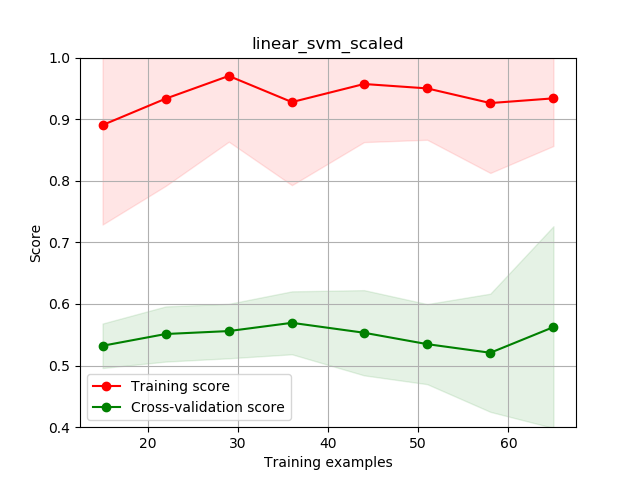 linear_svm_scaled
1.0
0.9
0.8
0.7
0.6
0.5
0.4
Score
Training score
Cross-validation score
20 30 40 50 60
Training examples